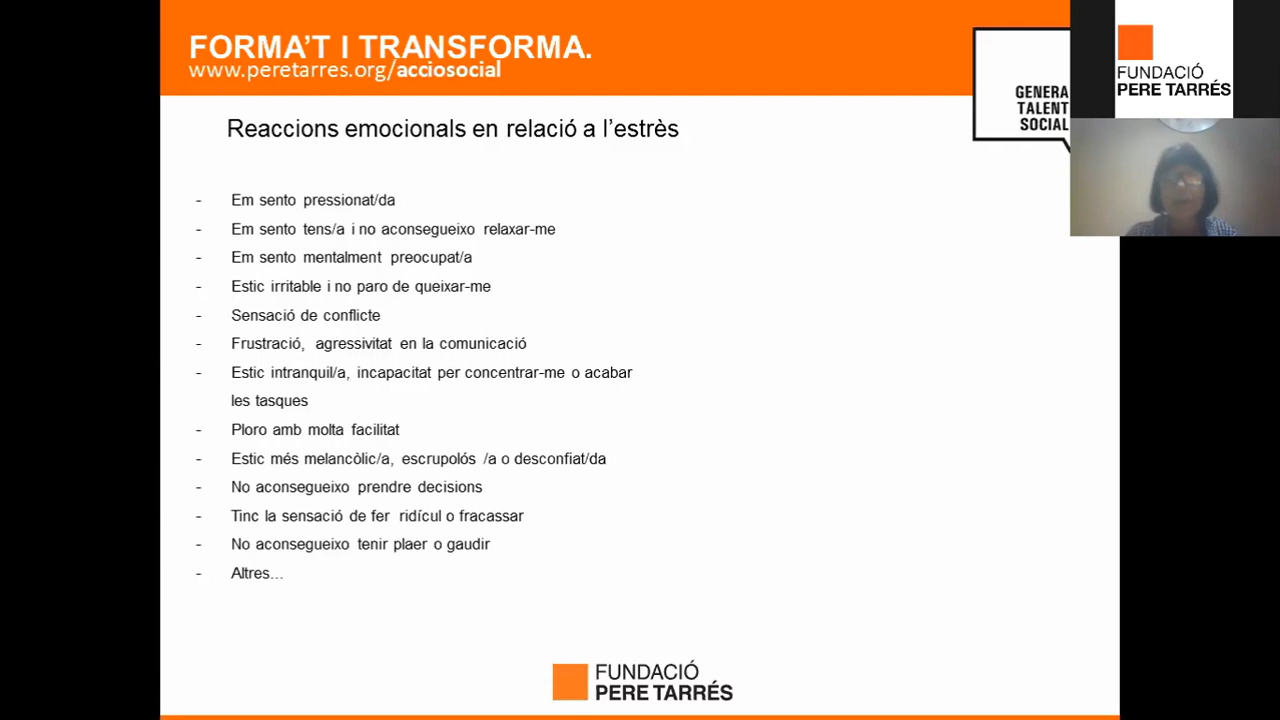 FORMA'T I TRANSFORMA.
www.peretarres.org/acciosocial
GENERA
TALENT
SOCIAL
FUNDACIÓ
PERE TARRÉS
Reaccions emocionals en relació a l'estrès
- Em sento pressionat/da
- Em sento tens/a i no aconsegueixo relaxar-me
- Em sento mentalment preocupat/a
- Estic irritable i no paro de queixar-me
- Sensació de conflicte
- Frustració, agressivitat en la comunicació
- Estic intranquil/a, incapacitat per concentrar-me o acabar
les tasques
- Ploro amb molta facilitat
- Estic més melancòlic/a, escrupolós /a o desconfiat/da
- No aconsegueixo prendre decisions
- Tinc la sensació de fer ridícul o fracassar
- No aconsegueixo tenir plaer o gaudir
- Altres...
FUNDACIÓ
PERE TARRÉS